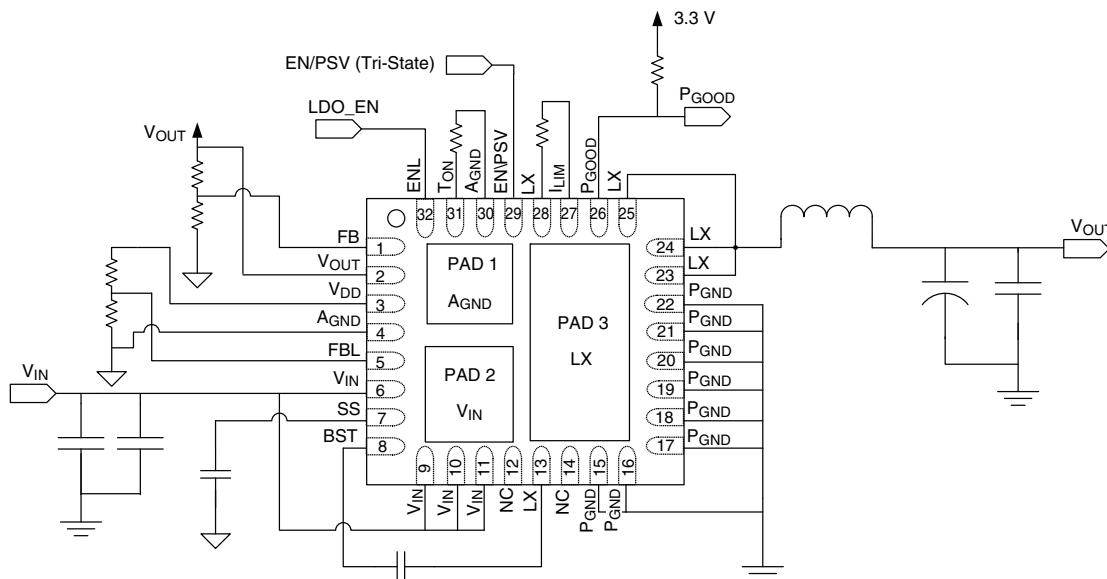 3.3 V
EN/PSV (Tri-State)
PGOOD
LDO_EN
VOUT
ENL
TON
AGND
EN\PSV
LX
ILIM
PGOOD
LX
32
31
30
29
28
27
26
25
FB
1
VOUT
2
VDD
3
AGND
4
FBL
5
VIN
VIN
6
SS
7
BST
8
PAD 1
AGND
PAD 2
VIN
PAD 3
LX
24
LX
23
LX
22
PGND
21
PGND
20
PGND
19
PGND
18
PGND
17
PGND
VOUT
9
10
11
12
13
14
15
16
VIN
VIN
VIN
NC
LX
NC
PGND
PGND